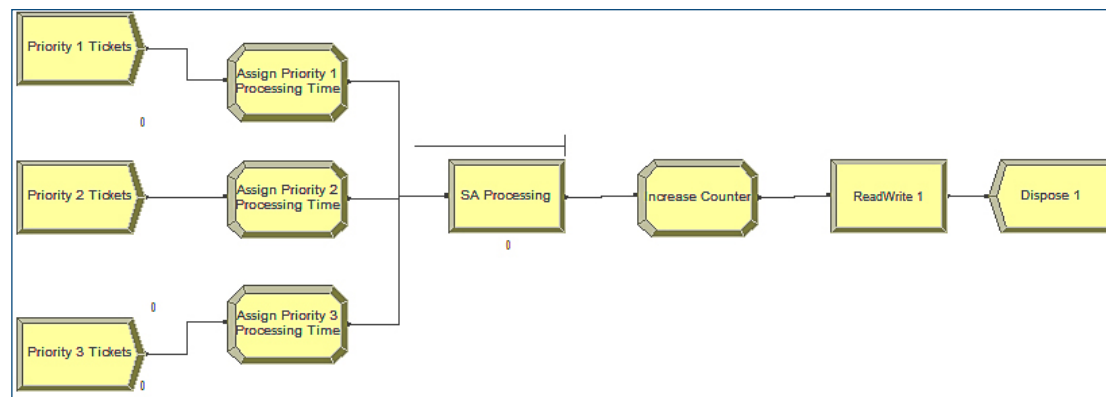 Priority 1 Tickets
Assign Priority 1
Processing Time
0
Priority 2 Tickets
Assign Priority 2
Processing Time
SA Processing
ncrease Counter
ReadWrite 1
Dispose 1
0
0
Assign Priority 3
Processing Time
Priority 3 Tickets
0